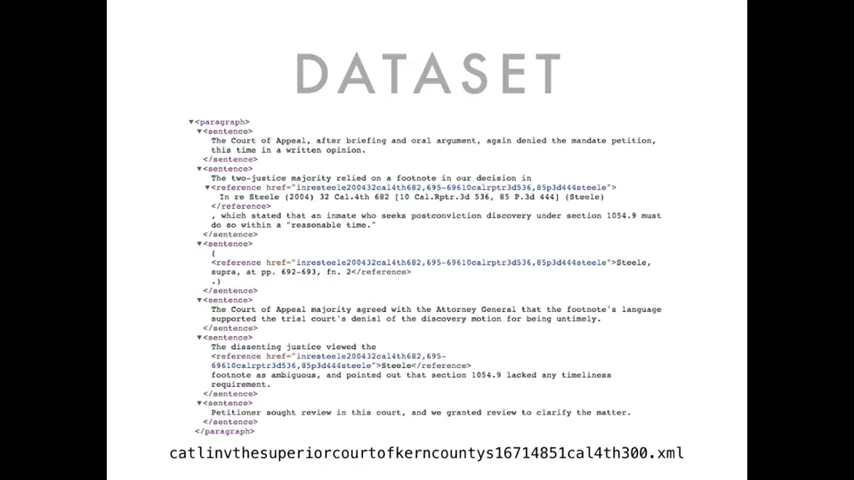 DATASET
▼<paragraph>
▼<sentence>
The Court of Appeal, after briefing and oral argument, again denied the mandate petition,
this time in a written opinion.
</sentence>
▼<sentence>
The two-justice majority relied on a footnote in our decision in
▼<reference href="inresteele200432cal4th682,695-69610calrptr3d536,85p3d444steele">
In re Steele (2004) 32 Cal.4th 682 [10 Cal.Rptr.3d 536, 85 P.3d 444] (Steele)
</reference>
, which stated that an inmate who seeks postconviction discovery under section 1054.9 must
do so within a "reasonable time."
</sentence>
▼<sentence>
(
<reference href="inresteele200432cal4th682,695-69610calrptr3d536,85p3d444steele">Steele,
supra, at pp. 692-693, fn. 2</reference>
.)
</sentence>
▼<sentence>
The Court of Appeal majority agreed with the Attorney General that the footnote's language
supported the trial court's denial of the discovery motion for being untimely.
</sentence>
▼<sentence>
The dissenting justice viewed the
<reference href="inresteele200432cal4th682,695-
69610calrptr3d536,85p3d444steele">Steele</reference>
footnote as ambiguous, and pointed out that section 1054.9 lacked any timeliness
requirement.
</sentence>
▼<sentence>
Petitioner sought review in this court, and we granted review to clarify the matter.
</sentence>
</paragraph>
catlinvthesuperiorcourtofkerncountys16714851cal4th300.xml